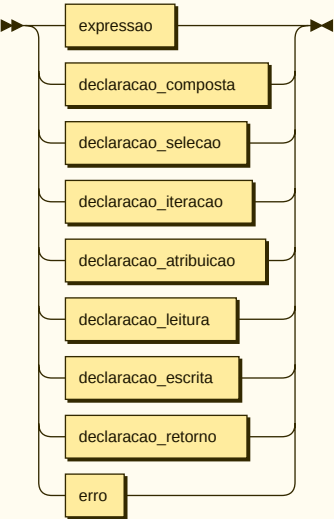 expressao
declaracao_composta
declaracao_selecao
declaracao_iteracao
declaracao_atribuicao
declaracao_leitura
declaracao_escrita
declaracao_retorno
erro